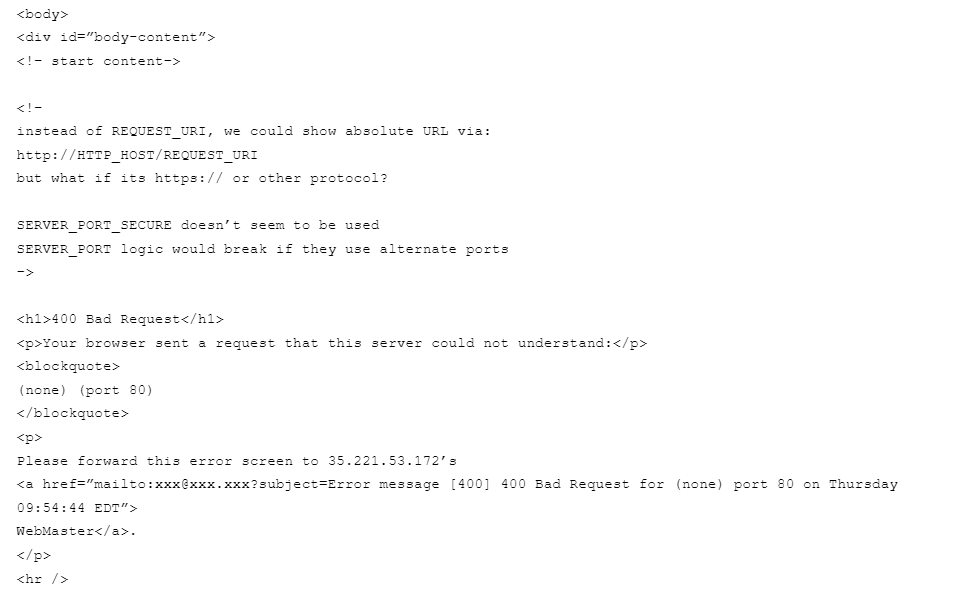 <body>
<div id=”body-content”>
<!– start content–>
<!–
instead of REQUEST_URI, we could show absolute URL via:
http://HTTP_HOST/REQUEST_URI
but what if its https:// or other protocol?
SERVER_PORT_SECURE doesn’t seem to be used
SERVER_PORT logic would break if they use alternate ports
–>
<h1>400 Bad Request</h1>
<p>Your browser sent a request that this server could not understand:</p>
<blockquote>
(none) (port 80)
</blockquote>
<p>
Please forward this error screen to 35.221.53.172’s
<a href=”mailto:xxx@xxx.xxx?subject=Error message [400] 400 Bad Request for (none) port 80 on Thursday
09:54:44 EDT”>
WebMaster</a>.
</p>
<hr />